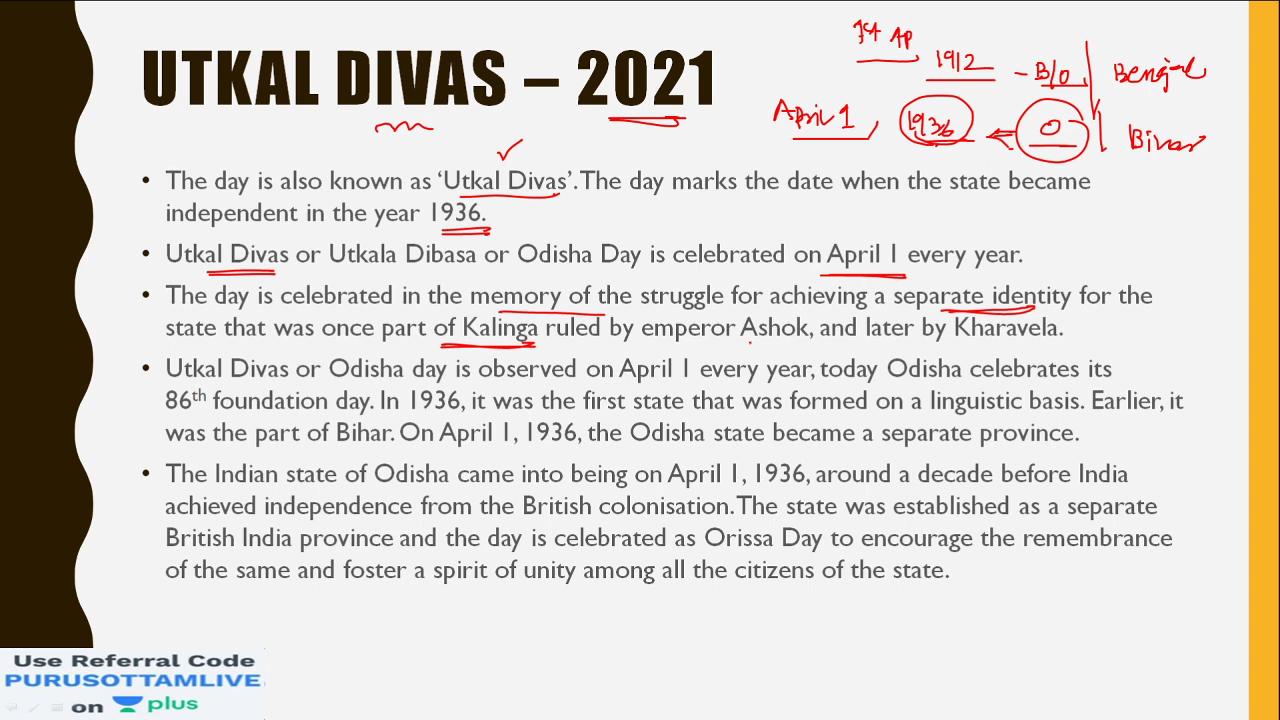 UTKAL DIVAS – 2021
1st AP
1912 – B/O Bengal
April 1 1936 O Bihar
• The day is also known as ‘Utkal Divas’. The day marks the date when the state became
independent in the year 1936.
• Utkal Divas or Utkala Dibasa or Odisha Day is celebrated on April 1 every year.
• The day is celebrated in the memory of the struggle for achieving a separate identity for the
state that was once part of Kalinga ruled by emperor Ashok, and later by Kharavela.
• Utkal Divas or Odisha day is observed on April 1 every year, today Odisha celebrates its
86th foundation day. In 1936, it was the first state that was formed on a linguistic basis. Earlier, it
was the part of Bihar. On April 1, 1936, the Odisha state became a separate province.
• The Indian state of Odisha came into being on April 1, 1936, around a decade before India
achieved independence from the British colonisation. The state was established as a separate
British India province and the day is celebrated as Orissa Day to encourage the remembrance
of the same and foster a spirit of unity among all the citizens of the state.
Use Referral Code
PURUSOTTAMLIVE
on plus